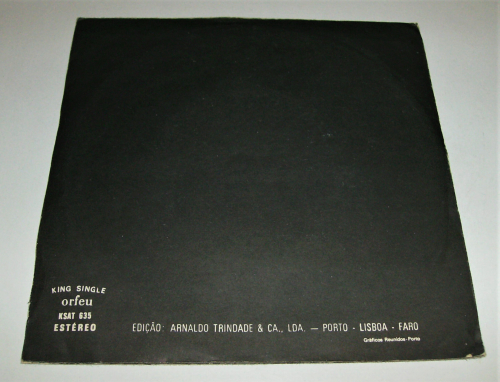 KING SINGLE
orfeu
KSAT 635
ESTÉREO
EDIÇÃO: ARNALDO TRINDADE & CA., LDA. — PORTO - LISBOA - FARO
Gráficos Reunidos-Porto